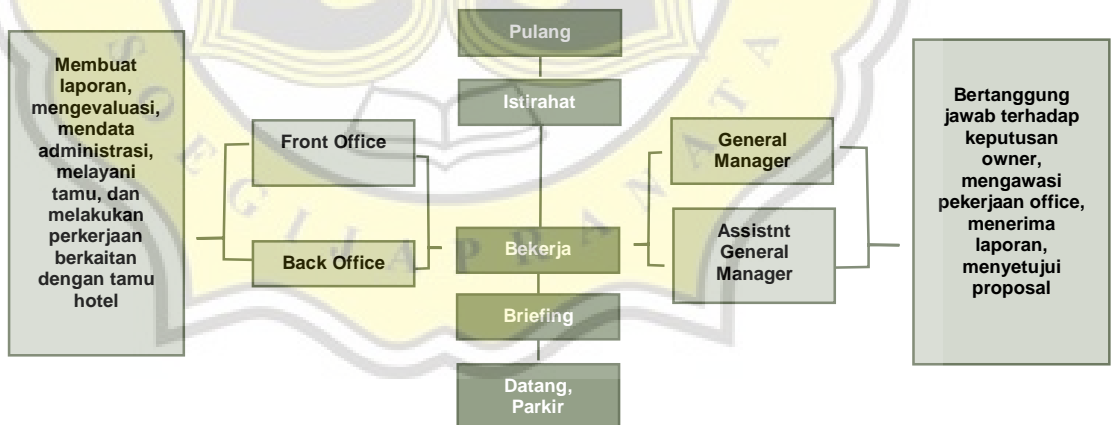 Pulang
Istirahat
Membuat
laporan,
mengevaluasi,
mendata
administrasi,
melayani
tamu, dan
melakukan
perkerjaan
berkaitan
dengan tamu
hotel
Front Office
Back Office
Bekerja
Briefing
Datang,
Parkir
General
Manager
Assistnt
General
Manager
Bertanggung
jawab terhadap
keputusan
owner,
mengawasi
pekerjaan office,
menerima
laporan,
menyetujui
proposal
SOEGIJAPRANATA